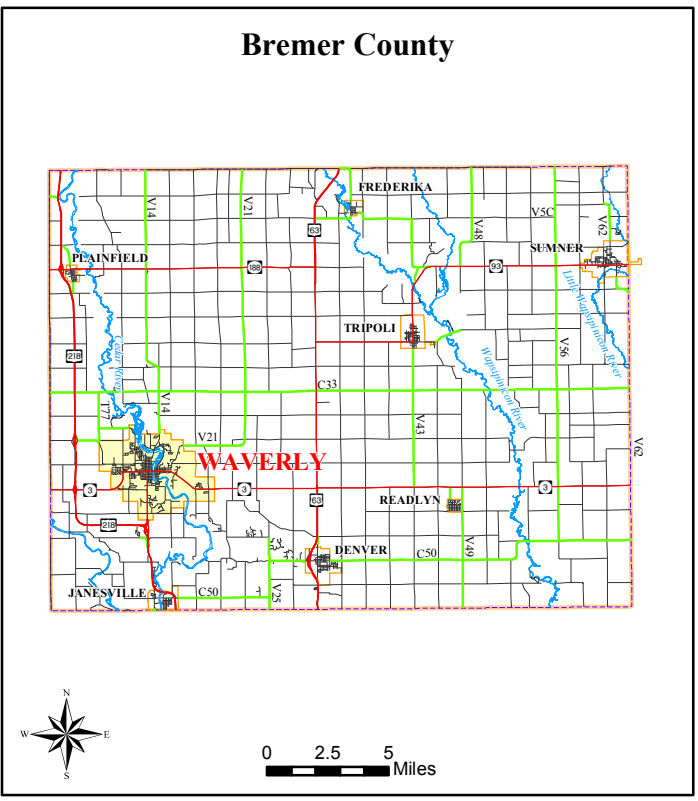 Bremer County
FREDERIKA
V14
V21
V5C
V62
63
V48
SUMNER
PLAINFIELD
188
93
Little Wapsipinicon River
TRIPOLI
218
Cedar River
V56
Wapsipinicon River
C33
T77
V14
V43
V21
V62
WAVERLY
3
3
3
63
READLYN
218
DENVER
C50
V49
JANESVILLE
C50
V25
N
W
E
S
0 2.5 5
Miles